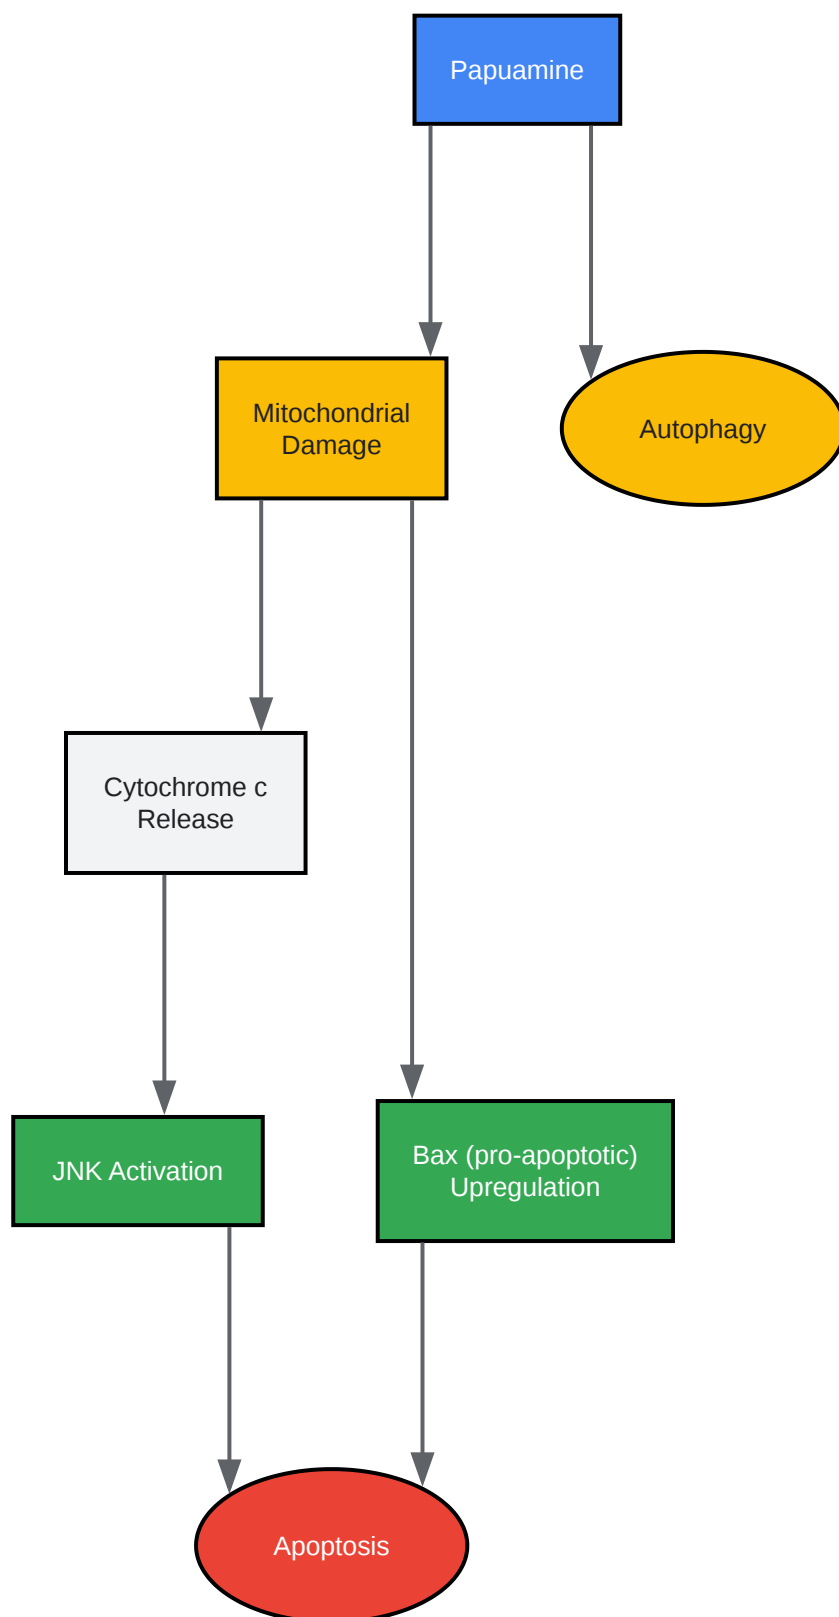 Papuamine
Mitochondrial
Damage
Autophagy
Cytochrome c
Release
JNK Activation
Bax (pro-apoptotic)
Upregulation
Apoptosis